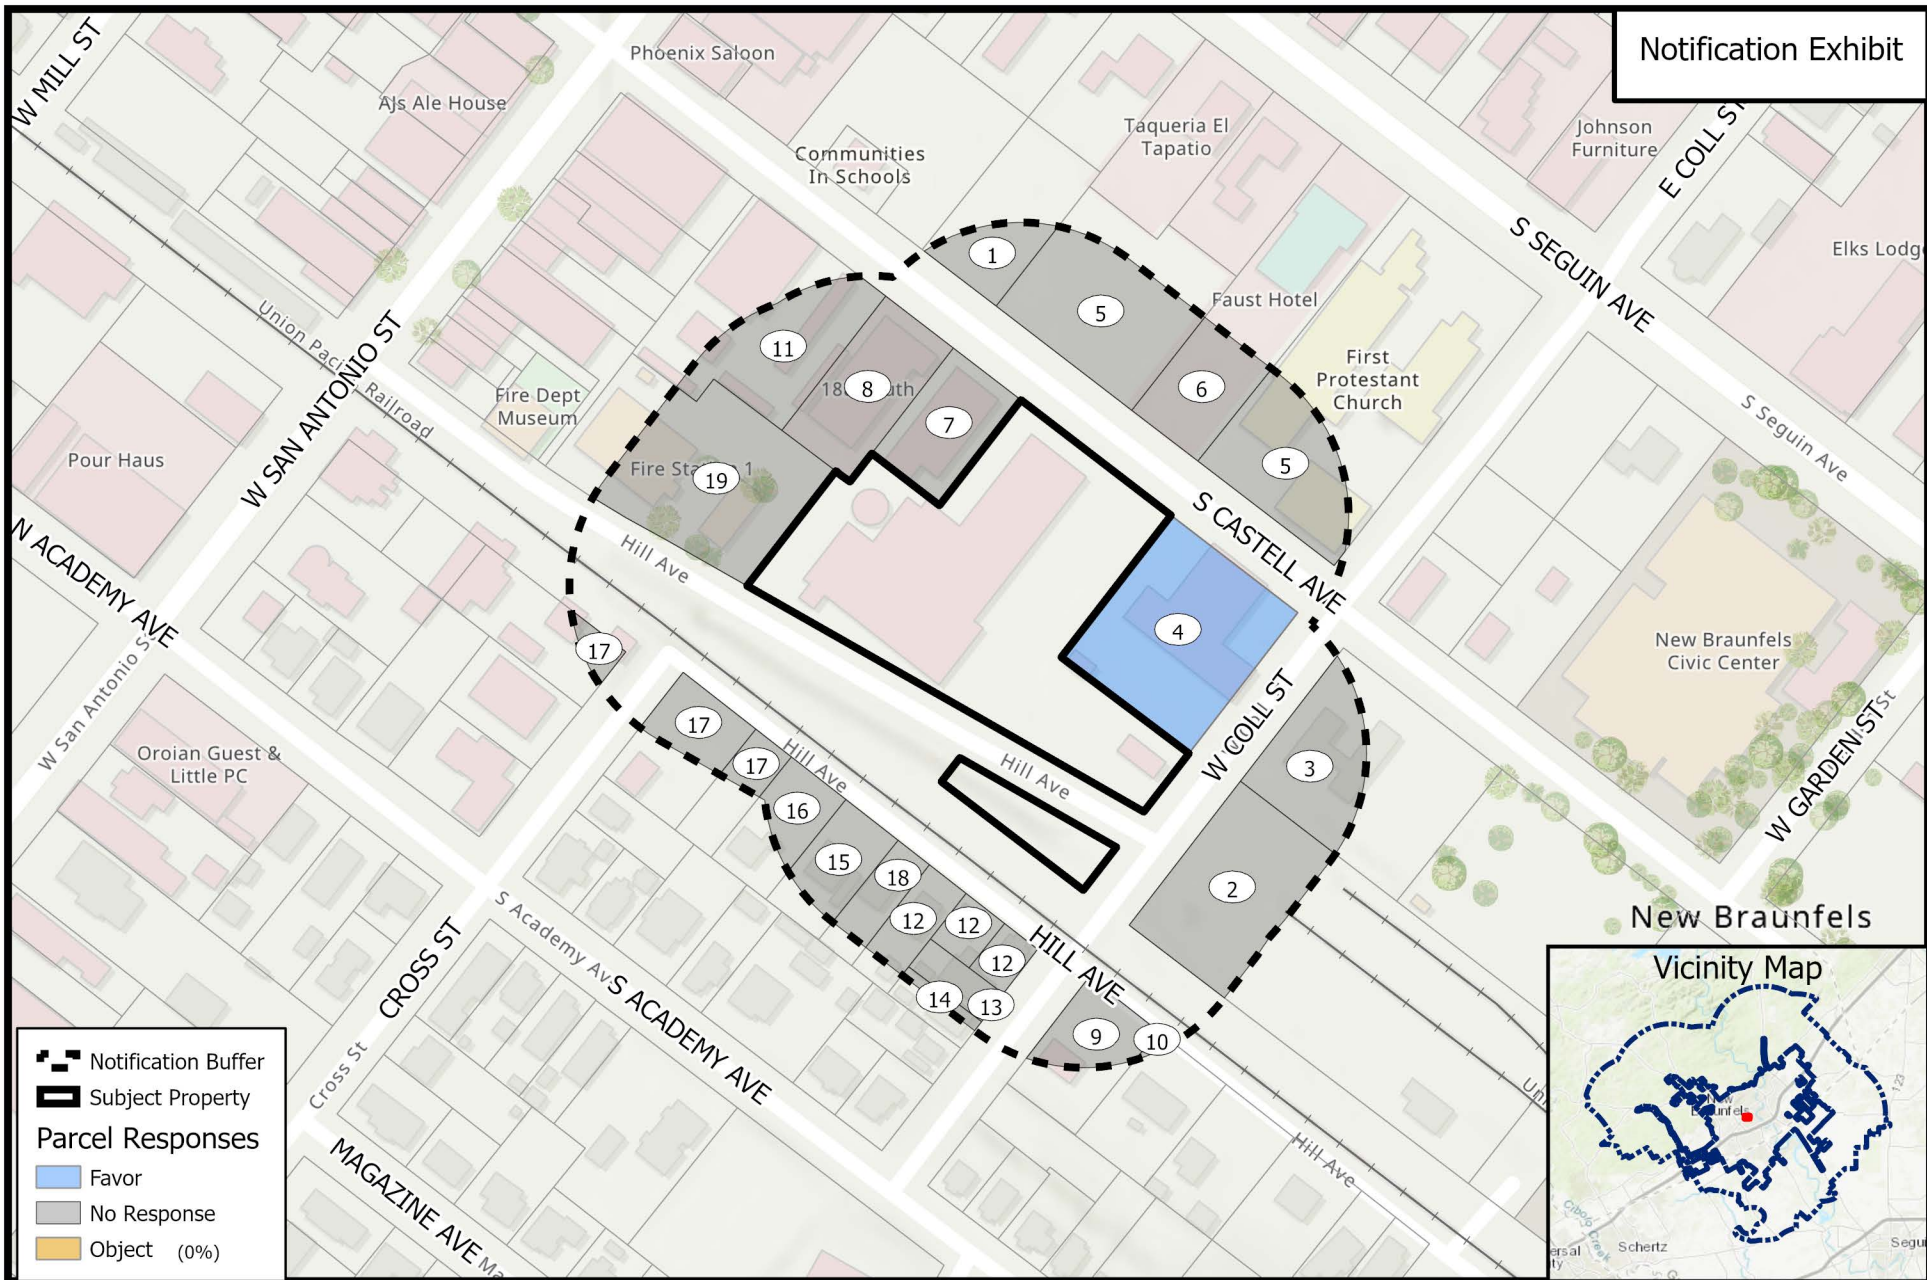 Notification Exhibit
W MILL ST
Phoenix Saloon
AJs Ale House
Communities
In Schools
Taqueria El
Tapatio
Johnson
Furniture
E COLL ST
S SEGUIN AVE
Elks Lodge
Faust Hotel
First
Protestant
Church
S Seguin Ave
Union Pacific Railroad
W SAN ANTONIO ST
Fire Dept
Museum
Pour Haus
N ACADEMY AVE
W San Antonio St
Oroian Guest &
Little PC
1
5
11
8
6
7
5
19
Hill Ave
S CASTELL AVE
4
17
New Braunfels
Civic Center
17
17
Hill Ave
Hill Ave
W COLL ST
3
W GARDEN ST
16
15
18
2
12
12
12
14
13
HILL AVE
9
10
New Braunfels
S Academy Ave
S ACADEMY AVE
CROSS ST
Cross St
MAGAZINE AVE
Hill Ave
Notification Buffer
Subject Property
Parcel Responses
Favor
No Response
Object (0%)
Vicinity Map
New
Braunfels
123
Cibolo
Creek
Schertz